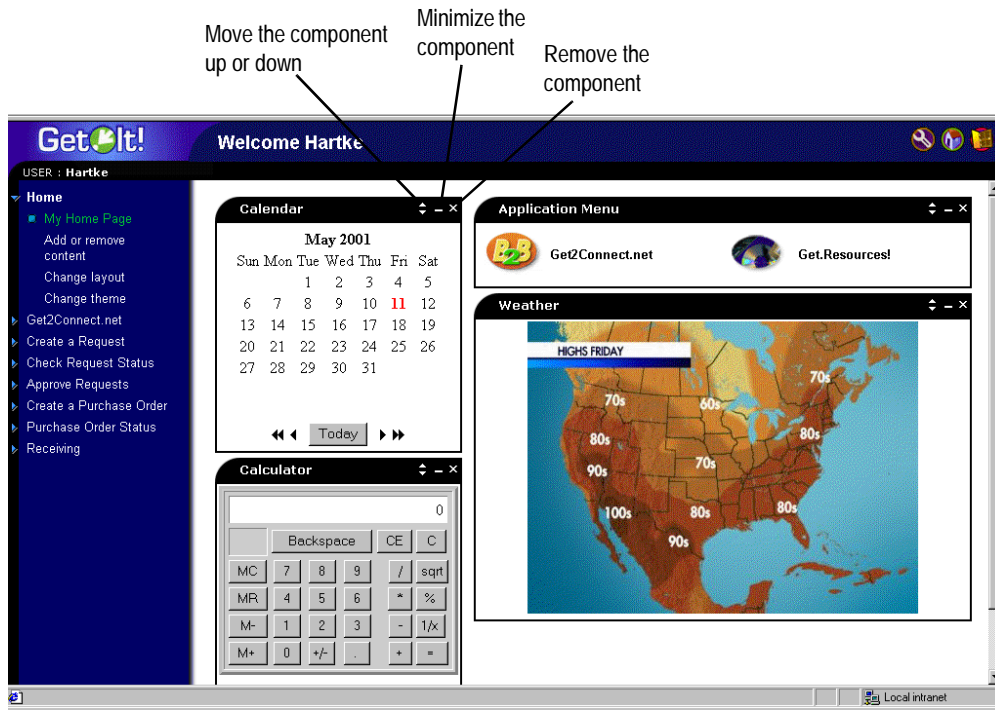 Move the component
up or down
Minimize the
component
Remove the
component
Get It!
Welcome Hartke
USER : Hartke
Home
My Home Page
Add or remove
content
Change layout
Change theme
Get2Connect.net
Create a Request
Check Request Status
Approve Requests
Create a Purchase Order
Purchase Order Status
Receiving
Calendar
May 2001
Sun Mon Tue Wed Thu Fri Sat
1 2 3 4 5
6 7 8 9 10 11 12
13 14 15 16 17 18 19
20 21 22 23 24 25 26
27 28 29 30 31
Today
Calculator
0
Backspace CE C
MC 7 8 9 / sqrt
MR 4 5 6 * %
M- 1 2 3 - 1/x
M+ 0 +/- . + =
Application Menu
B2B Get2Connect.net Get.Resources!
Weather
HIGHS FRIDAY
70s
70s 60s
80s 80s
90s 70s
100s 80s 80s
90s
Local intranet